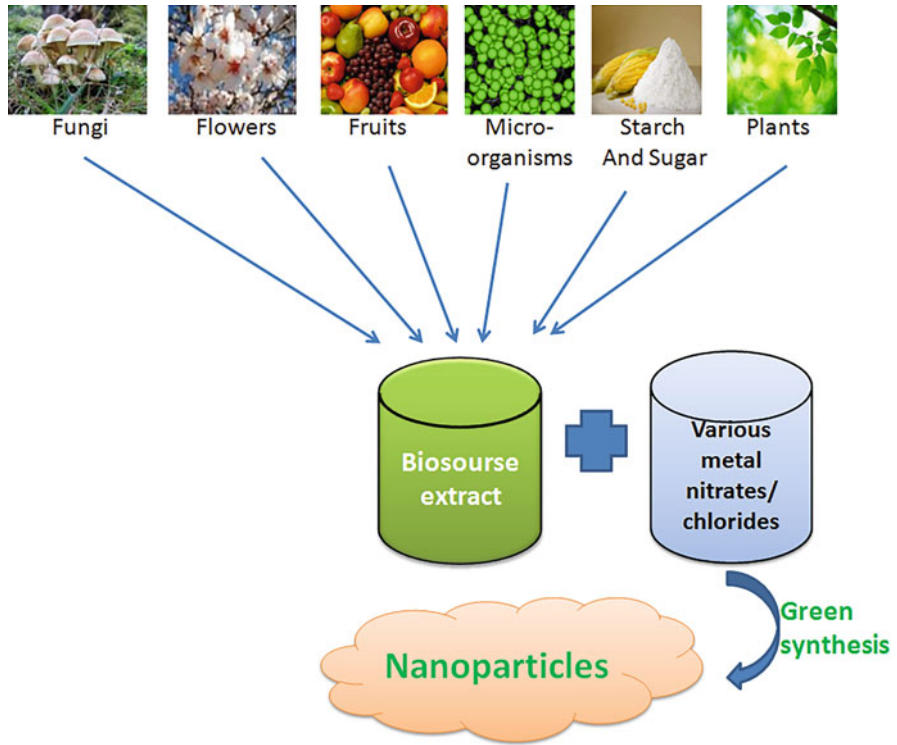 Fungi
Flowers
Fruits
Micro-
organisms
Starch
And Sugar
Plants
Biosourse
extract
Various
metal
nitrates/
chlorides
Green
synthesis
Nanoparticles